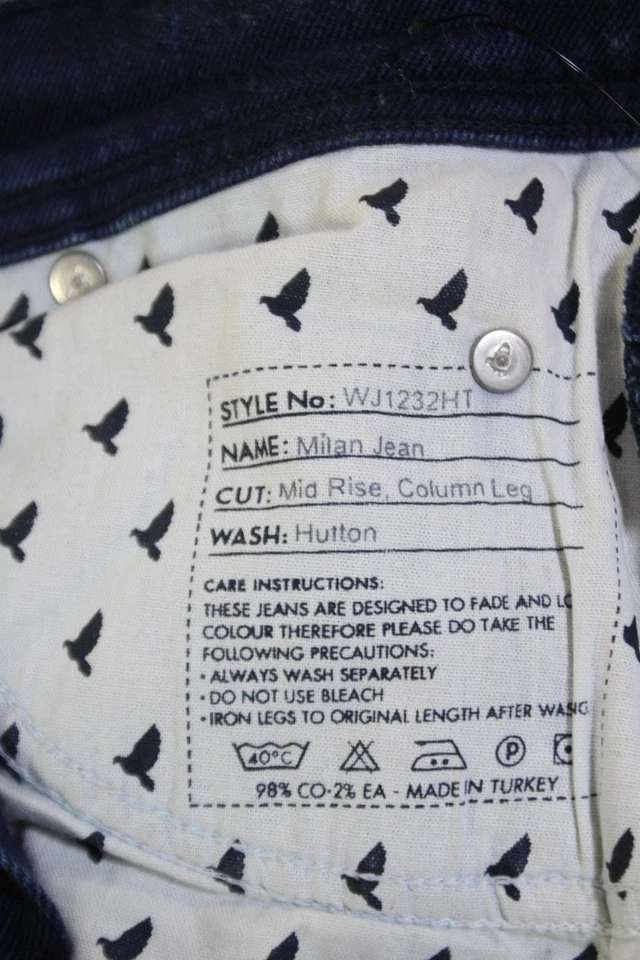 STYLE No: WJ1232HT
NAME: Milan Jean
CUT: Mid Rise, Column Leg
WASH: Hutton
CARE INSTRUCTIONS:
THESE JEANS ARE DESIGNED TO FADE AND
COLOUR THEREFORE PLEASE DO TAKE THE
FOLLOWING PRECAUTIONS:
• ALWAYS WASH SEPARATELY
• DO NOT USE BLEACH
• IRON LEGS TO ORIGINAL LENGTH AFTER
40°C P
98% CO-2% EA - MADE IN TURKEY